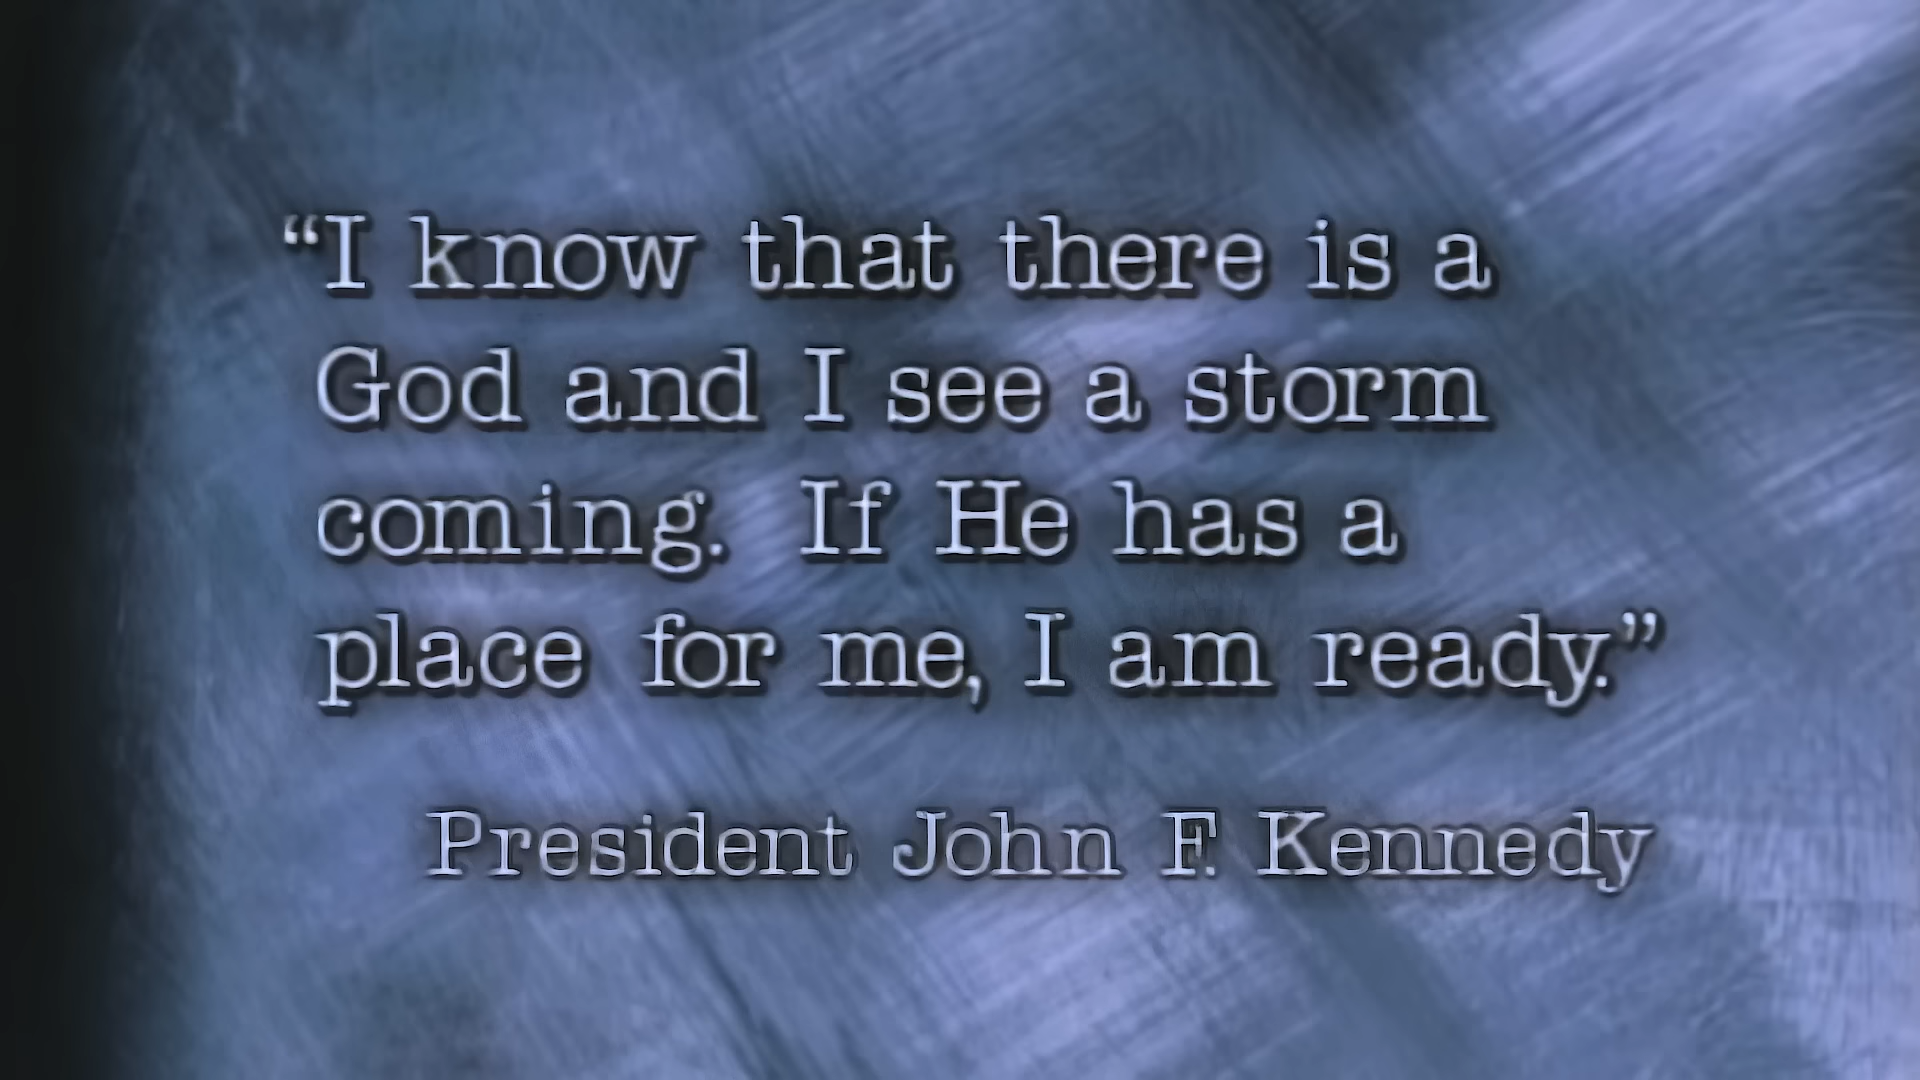 “I know that there is a
God and I see a storm
coming. If He has a
place for me, I am ready.”
President John F. Kennedy